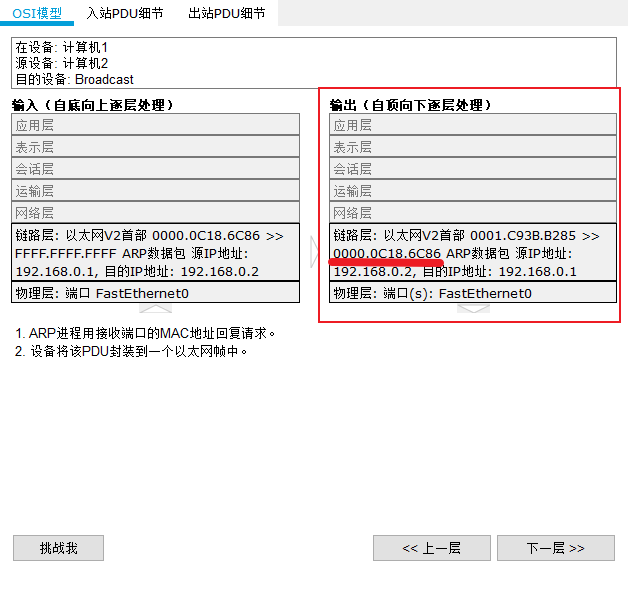 OSI模型 入站PDU细节 出站PDU细节
在设备: 计算机1
源设备: 计算机2
目的设备: Broadcast
输入（自底向上逐层处理）
应用层
表示层
会话层
运输层
网络层
链路层: 以太网V2首部 0000.0C18.6C86 >>
FFFF.FFFF.FFFF ARP数据包 源IP地址:
192.168.0.1, 目的IP地址: 192.168.0.2
物理层: 端口 FastEthernet0
输出（自顶向下逐层处理）
应用层
表示层
会话层
运输层
网络层
链路层: 以太网V2首部 0001.C93B.B285 >>
0000.0C18.6C86 ARP数据包 源IP地址:
192.168.0.2, 目的IP地址: 192.168.0.1
物理层: 端口(s): FastEthernet0
1. ARP进程用接收端口的MAC地址回复请求。
2. 设备将该PDU封装到一个以太网帧中。
挑战我 << 上一层 下一层 >>